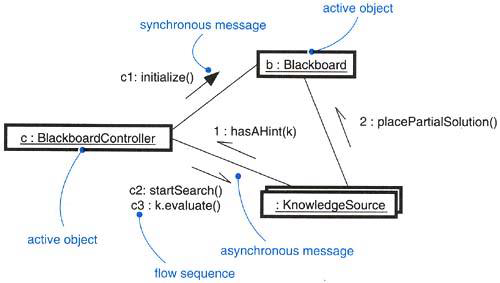 active object
synchronous message
c1: initialize()
b : Blackboard
2 : placePartialSolution()
1 : hasAHint(k)
c : BlackboardController
c2: startSearch()
c3 : k.evaluate()
: KnowledgeSource
active object
asynchronous message
flow sequence